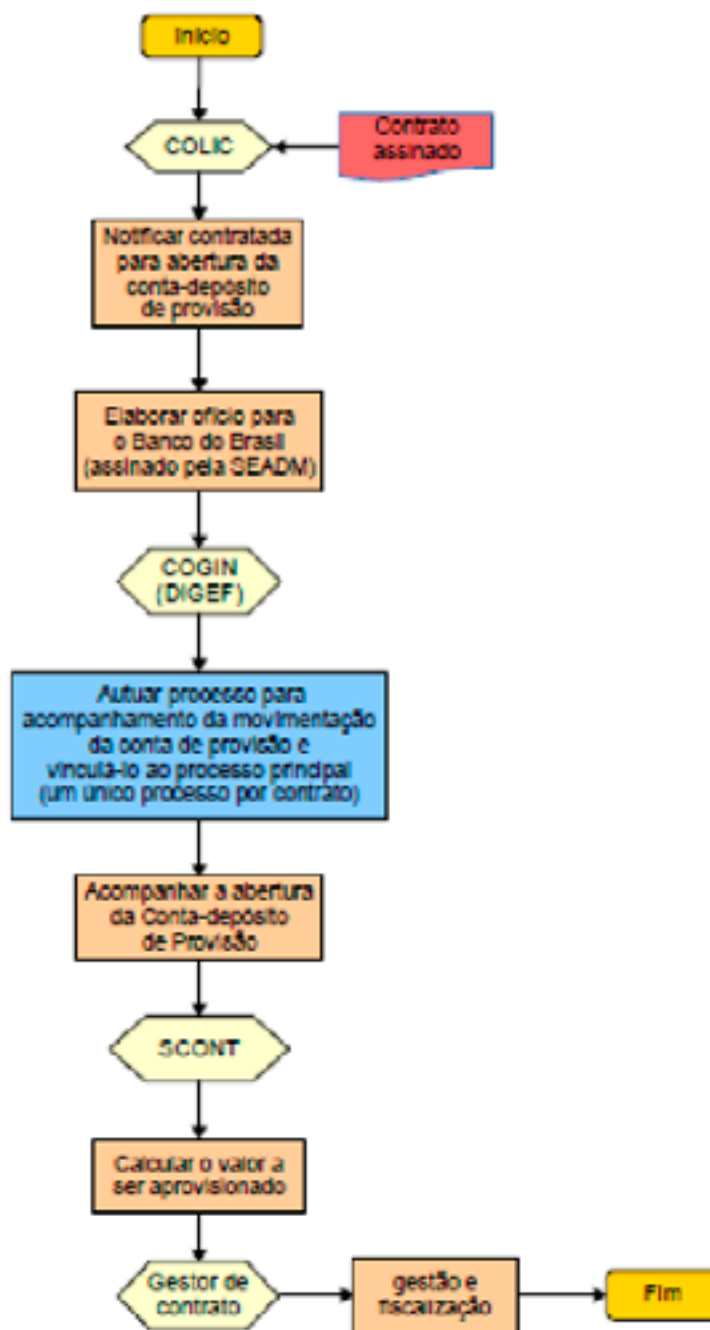 Início
COLIC
Contrato
assinado
Notificar contratada
para abertura da
conta-depósito
de provisão
Elaborar ofício para
o Banco do Brasil
(assinado pela SEADM)
COGIN
(DIGEF)
Autuar processo para
acompanhamento da movimentação
da conta de provisão e
vinculá-lo ao processo principal
(um único processo por contrato)
Acompanhar a abertura
da Conta-depósito
de Provisão
SCONT
Calcular o valor a
ser aprovisionado
Gestor de
contrato
gestão e
fiscalização
Fim